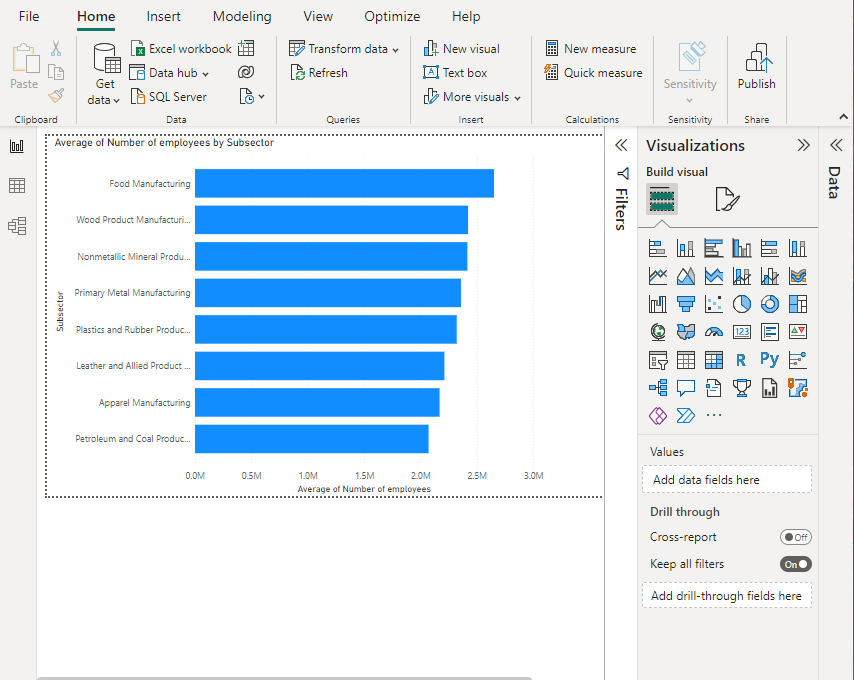 File Home Insert Modeling View Optimize Help
Paste
Clipboard
Get data
Excel workbook
Data hub
SQL Server
Data
Transform data
Refresh
Queries
New visual
Text box
More visuals
Insert
New measure
Quick measure
Calculations
Sensitivity
Sensitivity
Publish
Share
Average of Number of employees by Subsector
Subsector
Food Manufacturing
Wood Product Manufacturi...
Nonmetallic Mineral Produ...
Primary Metal Manufacturing
Plastics and Rubber Produc...
Leather and Allied Product ...
Apparel Manufacturing
Petroleum and Coal Produc...
0.0M 0.5M 1.0M 1.5M 2.0M 2.5M 3.0M
Average of Number of employees
Filters
Visualizations
Build visual
123
R
Py
...
Values
Add data fields here
Drill through
Cross-report Off
Keep all filters On
Add drill-through fields here
Data